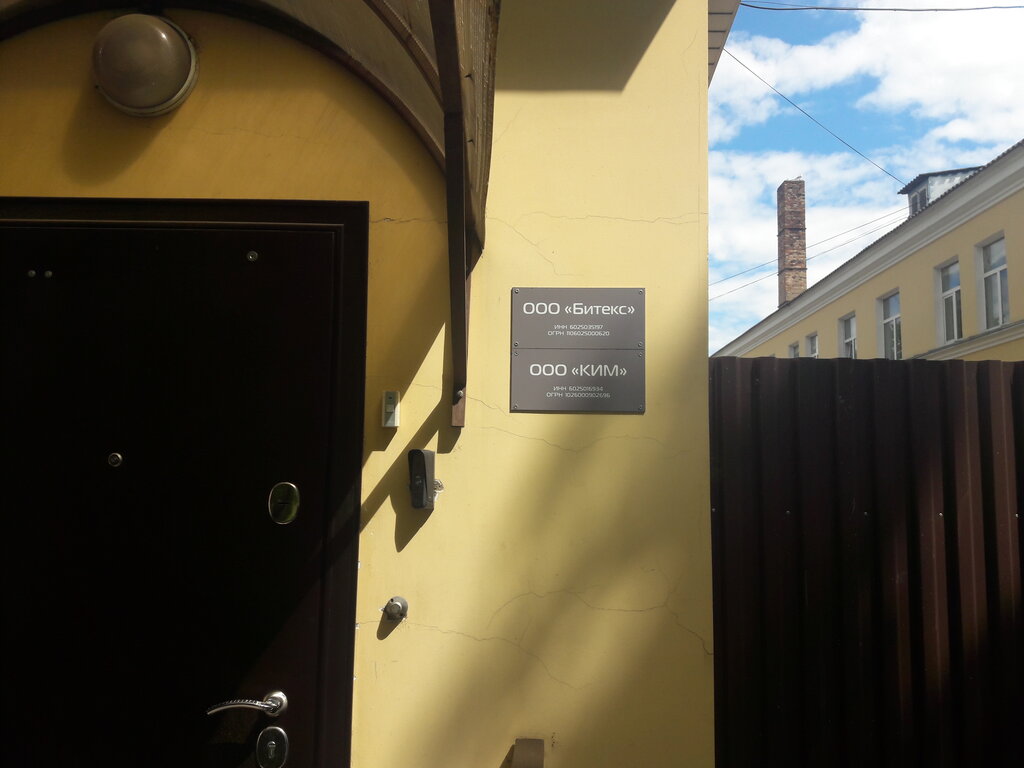 ООО «Битекс»
ИНН 6025035197
ОГРН 1106025000620
ООО «КИМ»
ИНН 6025016934
ОГРН 1026000902696